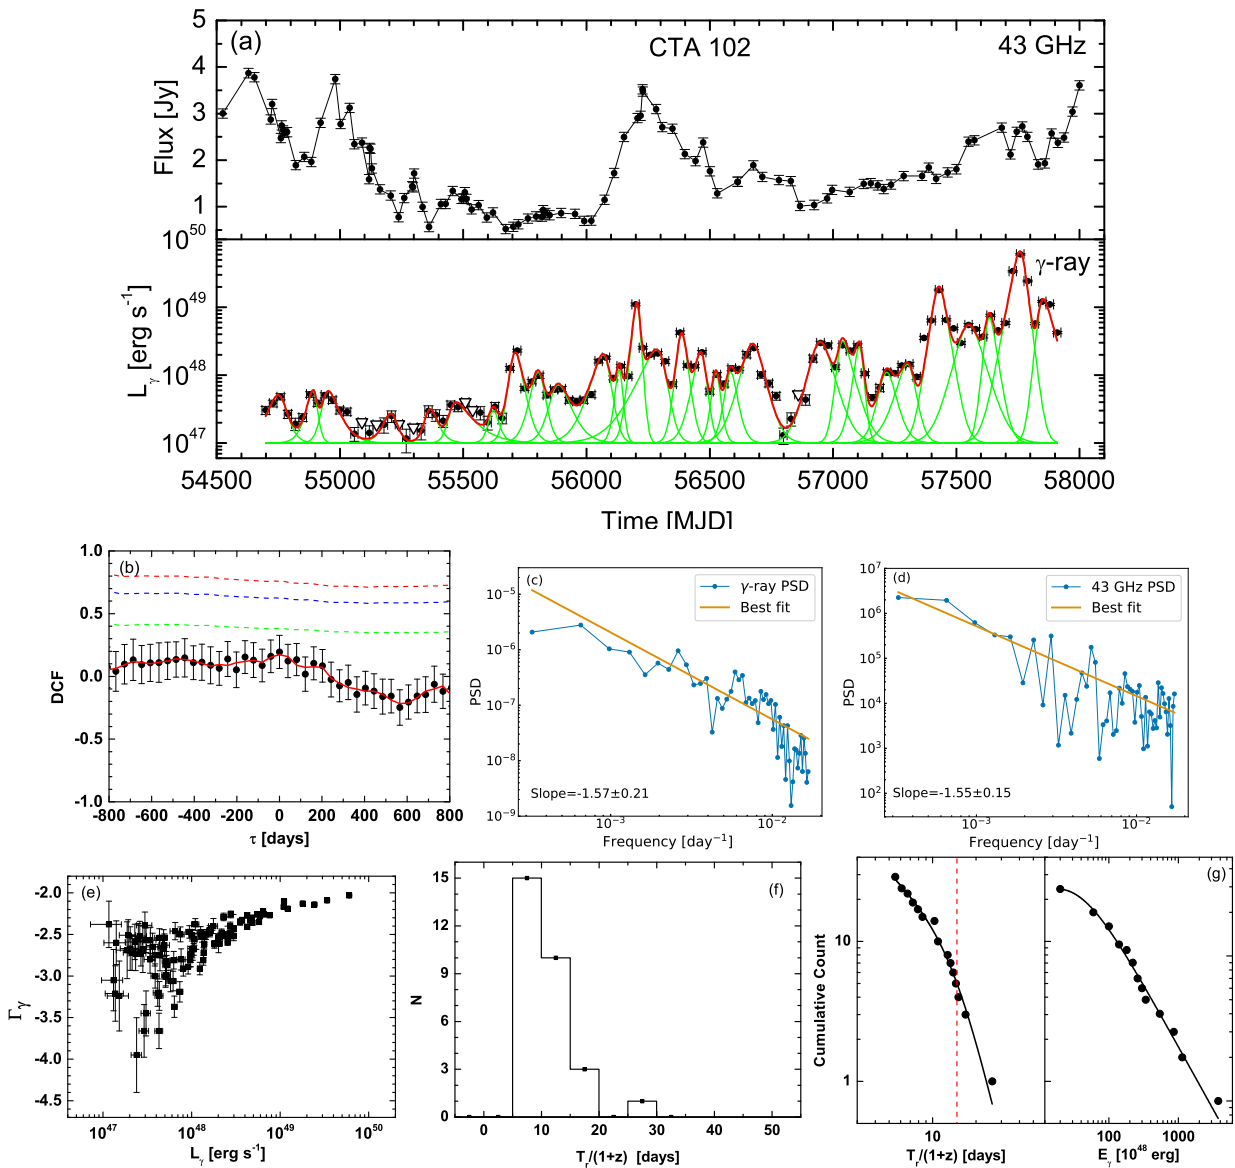 (a) CTA 102 43 GHz
5
4
3
2
1
Flux [Jy]
10^50
γ-ray
10^49
10^48
10^47
L_γ [erg s^-1]
54500 55000 55500 56000 56500 57000 57500 58000
Time [MJD]
(b)
1.0
0.5
0.0
-0.5
-1.0
DCF
-800 -600 -400 -200 0 200 400 600 800
τ [days]
(c)
γ-ray PSD
Best fit
10^-5
10^-6
10^-7
10^-8
10^-9
PSD
Slope=-1.57±0.21
10^-3 10^-2
Frequency [day^-1]
(d)
43 GHz PSD
Best fit
10^7
10^6
10^5
10^4
10^3
10^2
PSD
Slope=-1.55±0.15
10^-3 10^-2
Frequency [day^-1]
(e)
-2.0
-2.5
-3.0
-3.5
-4.0
-4.5
Γ_γ
10^47 10^48 10^49 10^50
L_γ [erg s^-1]
(f)
15
12
9
6
3
0
N
0 10 20 30 40 50
T_r/(1+z) [days]
(g)
10
1
Cumulative Count
10
T_r/(1+z) [days]
100 1000
E_γ [10^48 erg]